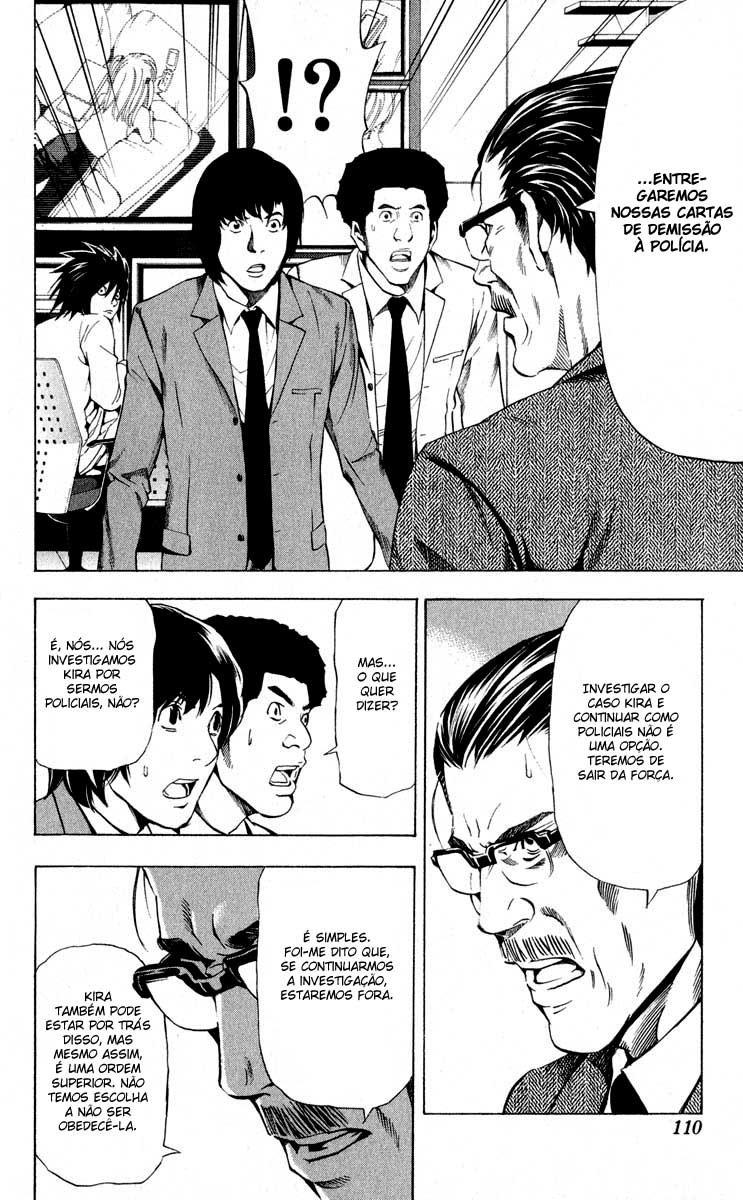 !?
...ENTRE-
GAREMOS
NOSSAS CARTAS
DE DEMISSÃO
À POLÍCIA.
É, NÓS... NÓS
INVESTIGAMOS
KIRA POR
SERMOS
POLICIAIS, NÃO?
MAS...
O QUE
QUER
DIZER?
INVESTIGAR O
CASO KIRA E
CONTINUAR COMO
POLICIAIS NÃO É
UMA OPÇÃO.
TEREMOS DE
SAIR DA FORÇA.
É SIMPLES.
FOI-ME DITO QUE,
SE CONTINUARMOS
A INVESTIGAÇÃO,
ESTAREMOS FORA.
KIRA
TAMBÉM PODE
ESTAR POR TRÁS
DISSO, MAS
MESMO ASSIM,
É UMA ORDEM
SUPERIOR. NÃO
TEMOS ESCOLHA
A NÃO SER
OBEDECÊ-LA.
110